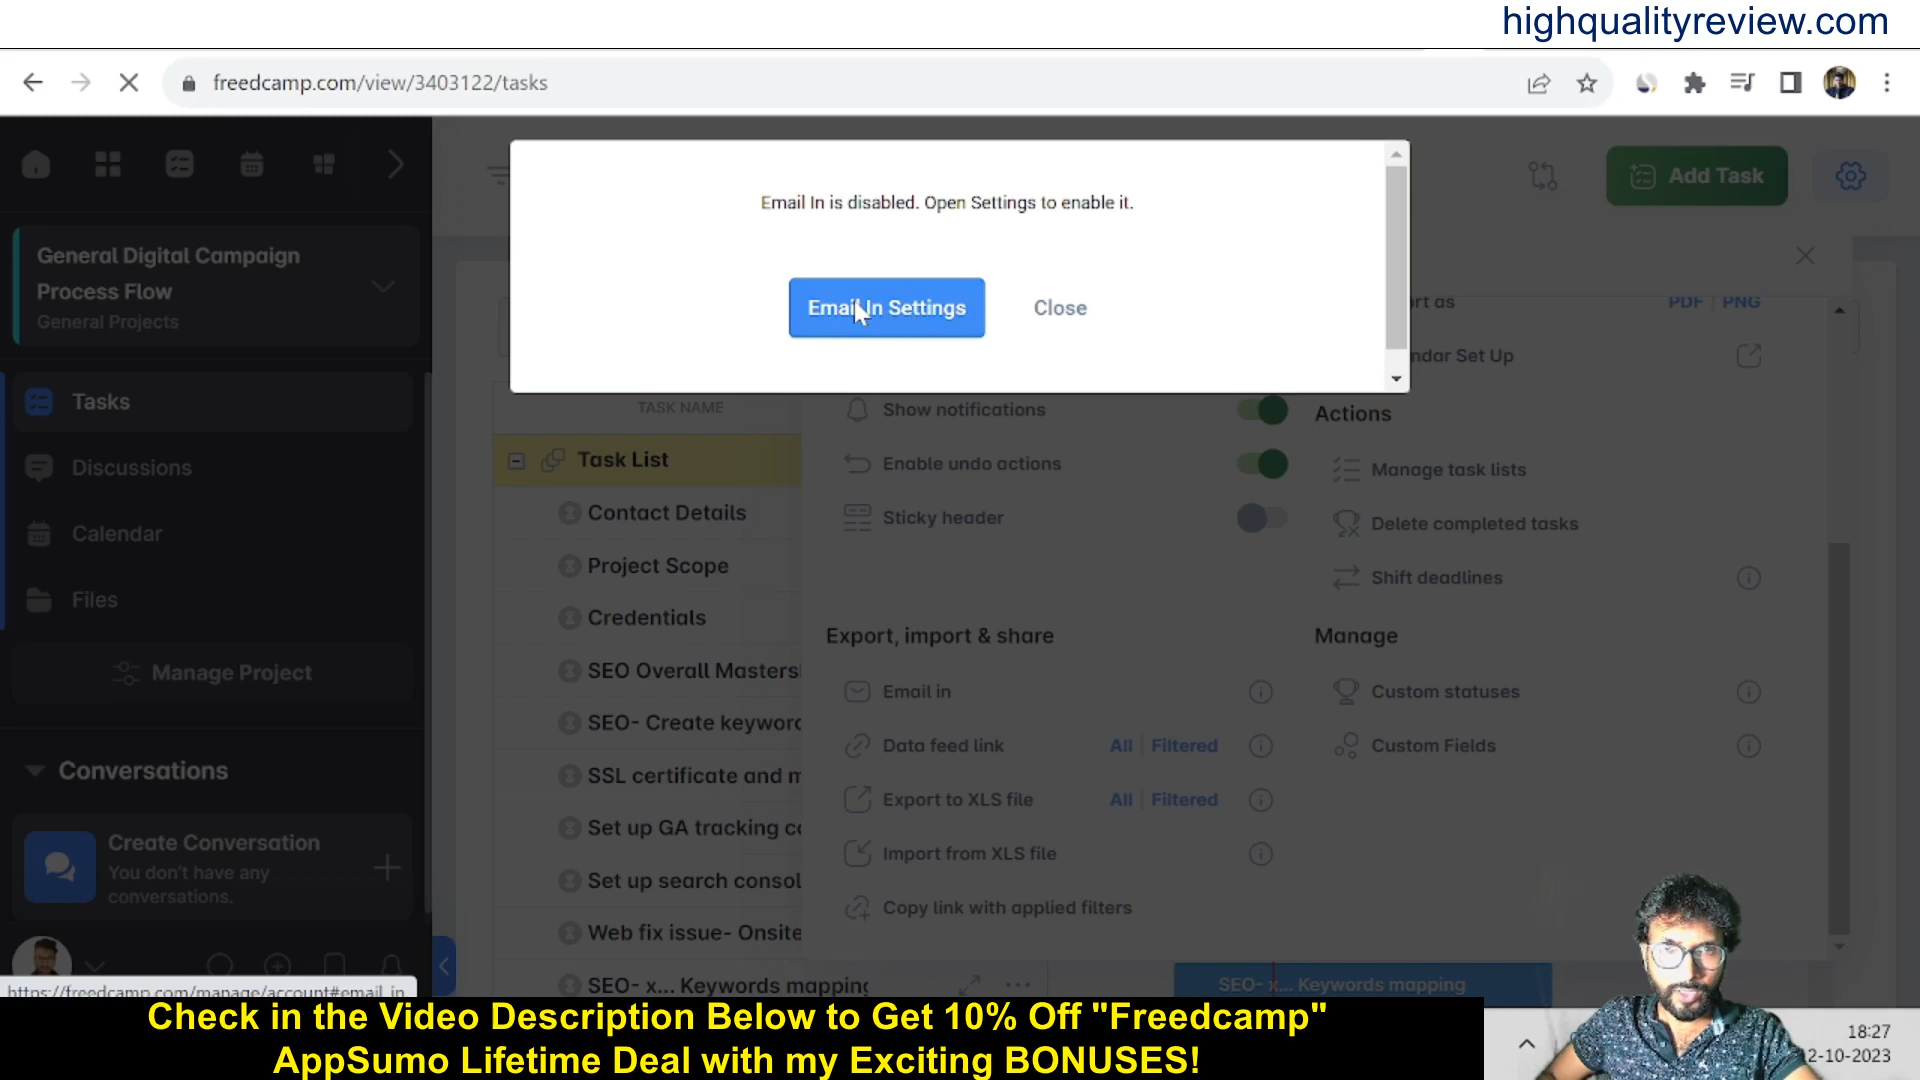 highqualityreview.com
freedcamp.com/view/3403122/tasks
Email In is disabled. Open Settings to enable it.
Email In Settings
Close
Add Task
General Digital Campaign
Process Flow
General Projects
Tasks
Discussions
Calendar
Files
Manage Project
Conversations
Create Conversation
You don't have any
conversations.
https://freedcamp.com/manage/account#email_in
TASK NAME
Task List
Contact Details
Project Scope
Credentials
SEO Overall Masters
SEO- Create keywor
SSL certificate and m
Set up GA tracking c
Set up search consol
Web fix issue- Onsite
SEO- x... Keywords mapping
Show notifications
Enable undo actions
Sticky header
Export, import & share
Email in
Data feed link All | Filtered
Export to XLS file All | Filtered
Import from XLS file
Copy link with applied filters
rt as PDF | PNG
ndar Set Up
Actions
Manage task lists
Delete completed tasks
Shift deadlines
Manage
Custom statuses
Custom Fields
SEO- x... Keywords mapping
Check in the Video Description Below to Get 10% Off "Freedcamp"
AppSumo Lifetime Deal with my Exciting BONUSES!
18:27
2-10-2023